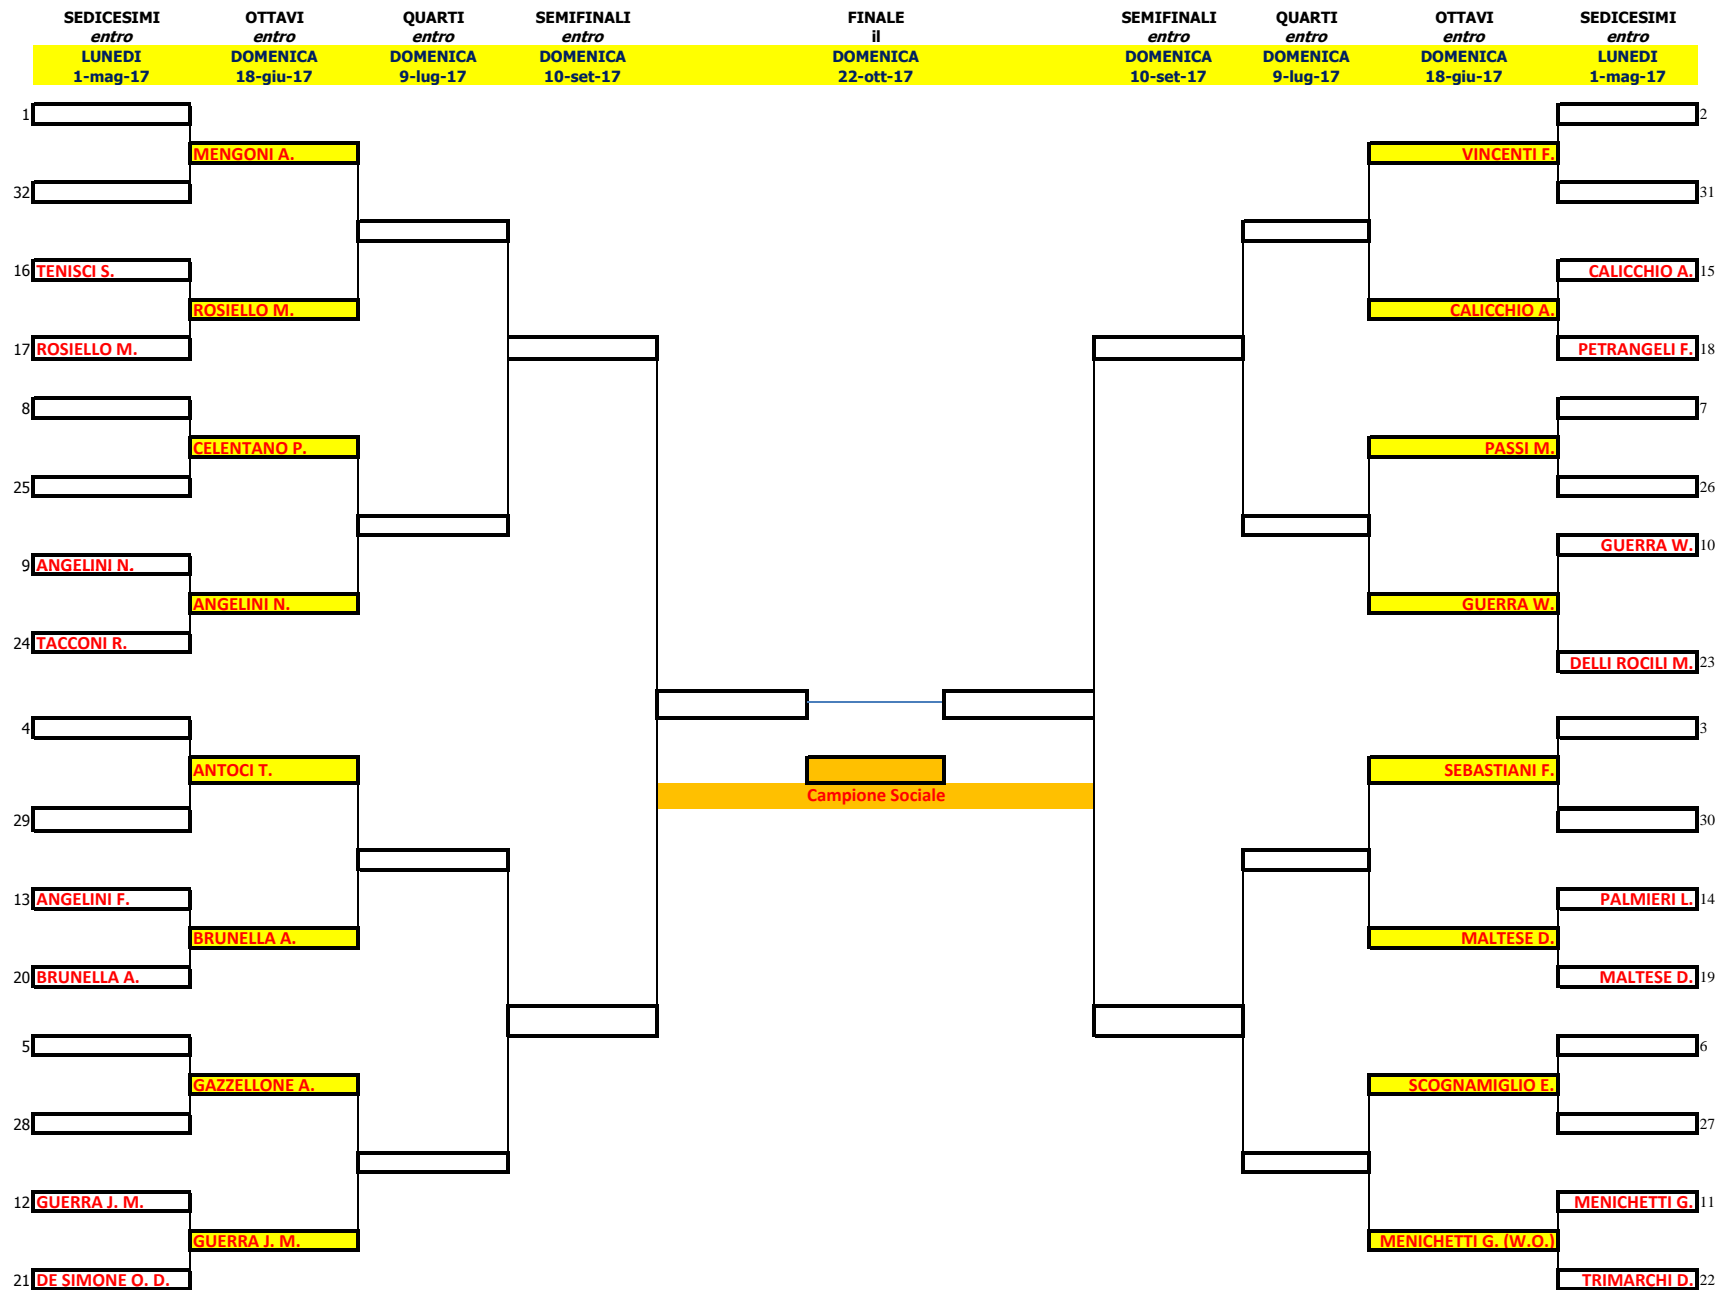 SEDICESIMI OTTAVI QUARTI SEMIFINALI FINALE SEMIFINALI QUARTI OTTAVI SEDICESIMI
entro entro entro entro il entro entro entro entro
LUNEDI DOMENICA DOMENICA DOMENICA DOMENICA DOMENICA DOMENICA DOMENICA LUNEDI
1-mag-17 18-giu-17 9-lug-17 10-set-17 22-ott-17 10-set-17 9-lug-17 18-giu-17 1-mag-17
1 2
MENGONI A. VINCENTI F.
32 31
16 TENISCI S. CALICCHIO A. 15
ROSIELLO M. CALICCHIO A.
17 ROSIELLO M. PETRANGELI F. 18
8 7
CELENTANO P. PASSI M.
25 26
GUERRA W. 10
9 ANGELINI N.
ANGELINI N. GUERRA W.
24 TACCONI R.
DELLI ROCILI M. 23
4 3
ANTOCI T. SEBASTIANI F.
Campione Sociale
29 30
13 ANGELINI F. PALMIERI L. 14
BRUNELLA A. MALTESE D.
20 BRUNELLA A. MALTESE D. 19
5 6
GAZZELLONE A. SCOGNAMIGLIO E.
28 27
12 GUERRA J. M. MENICHETTI G. 11
GUERRA J. M. MENICHETTI G. (W.O.)
21 DE SIMONE O. D. TRIMARCHI D. 22